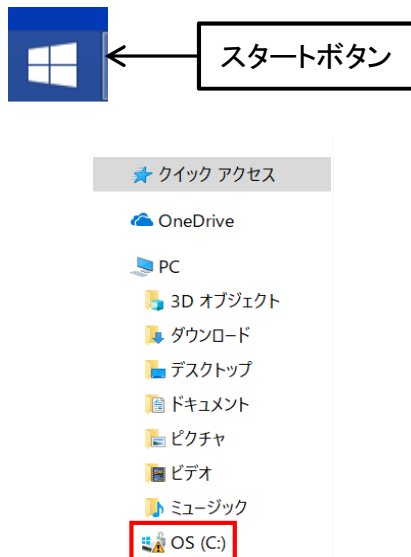 スタートボタン
クイック アクセス
OneDrive
PC
3D オブジェクト
ダウンロード
デスクトップ
ドキュメント
ピクチャ
ビデオ
ミュージック
OS (C:)